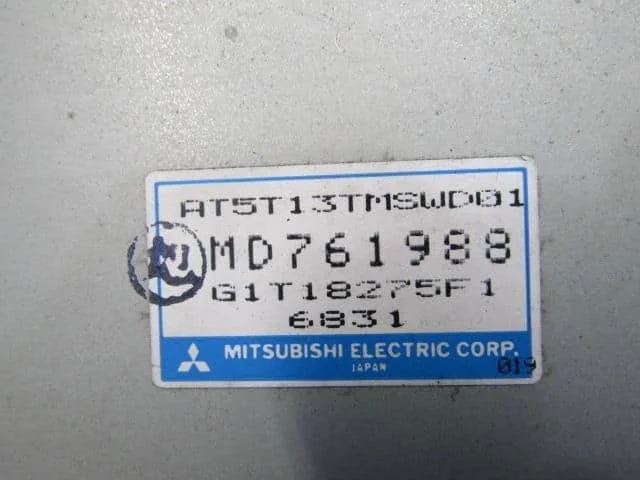 AT5T13TMSWD01
MD761988
G1T18275F1
6831
MITSUBISHI ELECTRIC CORP.
JAPAN
019